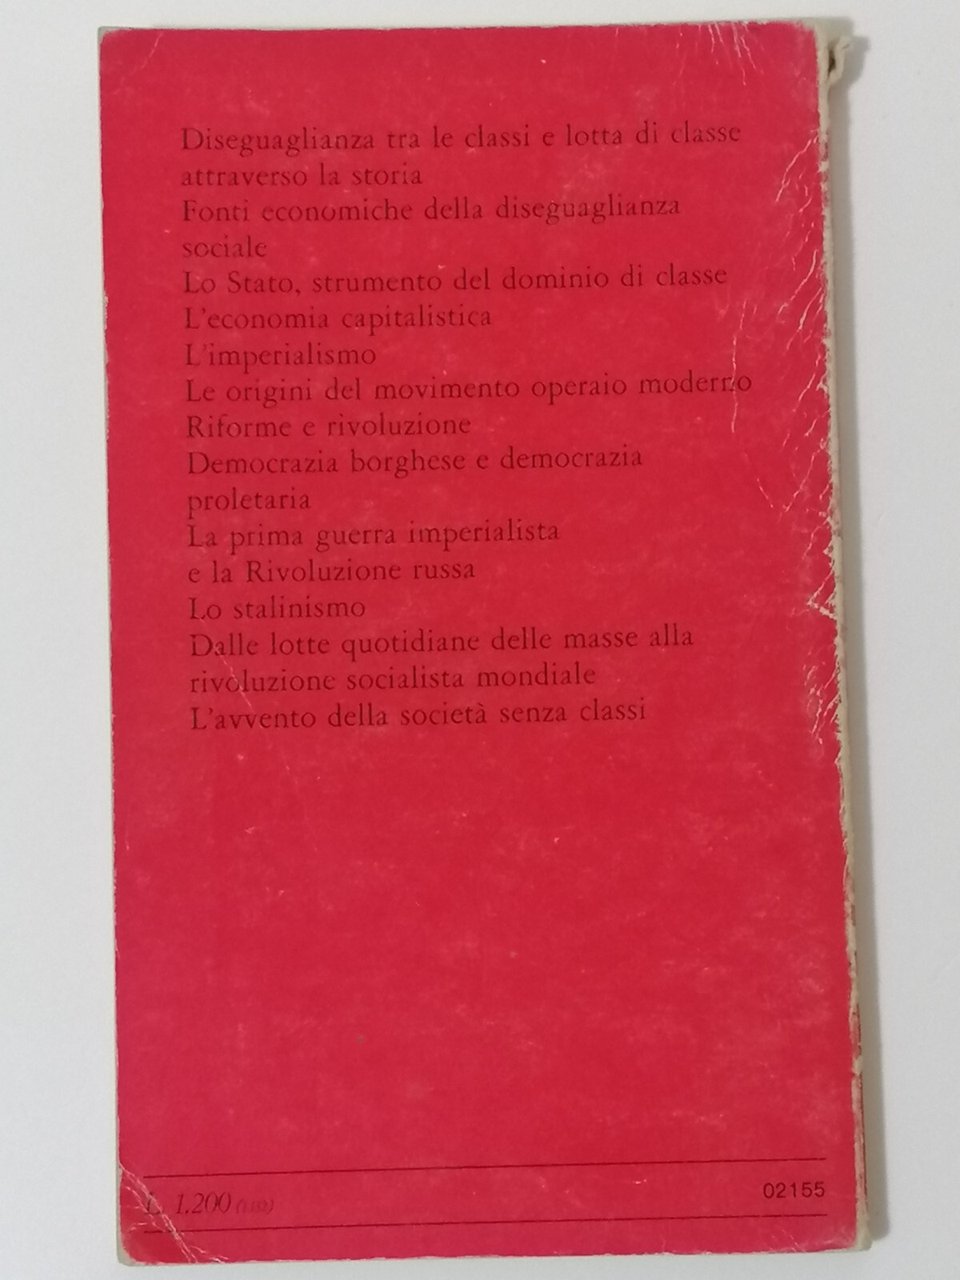 Diseguaglianza tra le classi e lotta di classe
attraverso la storia
Fonti economiche della diseguaglianza
sociale
Lo Stato, strumento del dominio di classe
L'economia capitalistica
L'imperialismo
Le origini del movimento operaio moderno
Riforme e rivoluzione
Democrazia borghese e democrazia
proletaria
La prima guerra imperialista
e la Rivoluzione russa
Lo stalinismo
Dalle lotte quotidiane delle masse alla
rivoluzione socialista mondiale
L'avvento della società senza classi
L. 1.200
02155